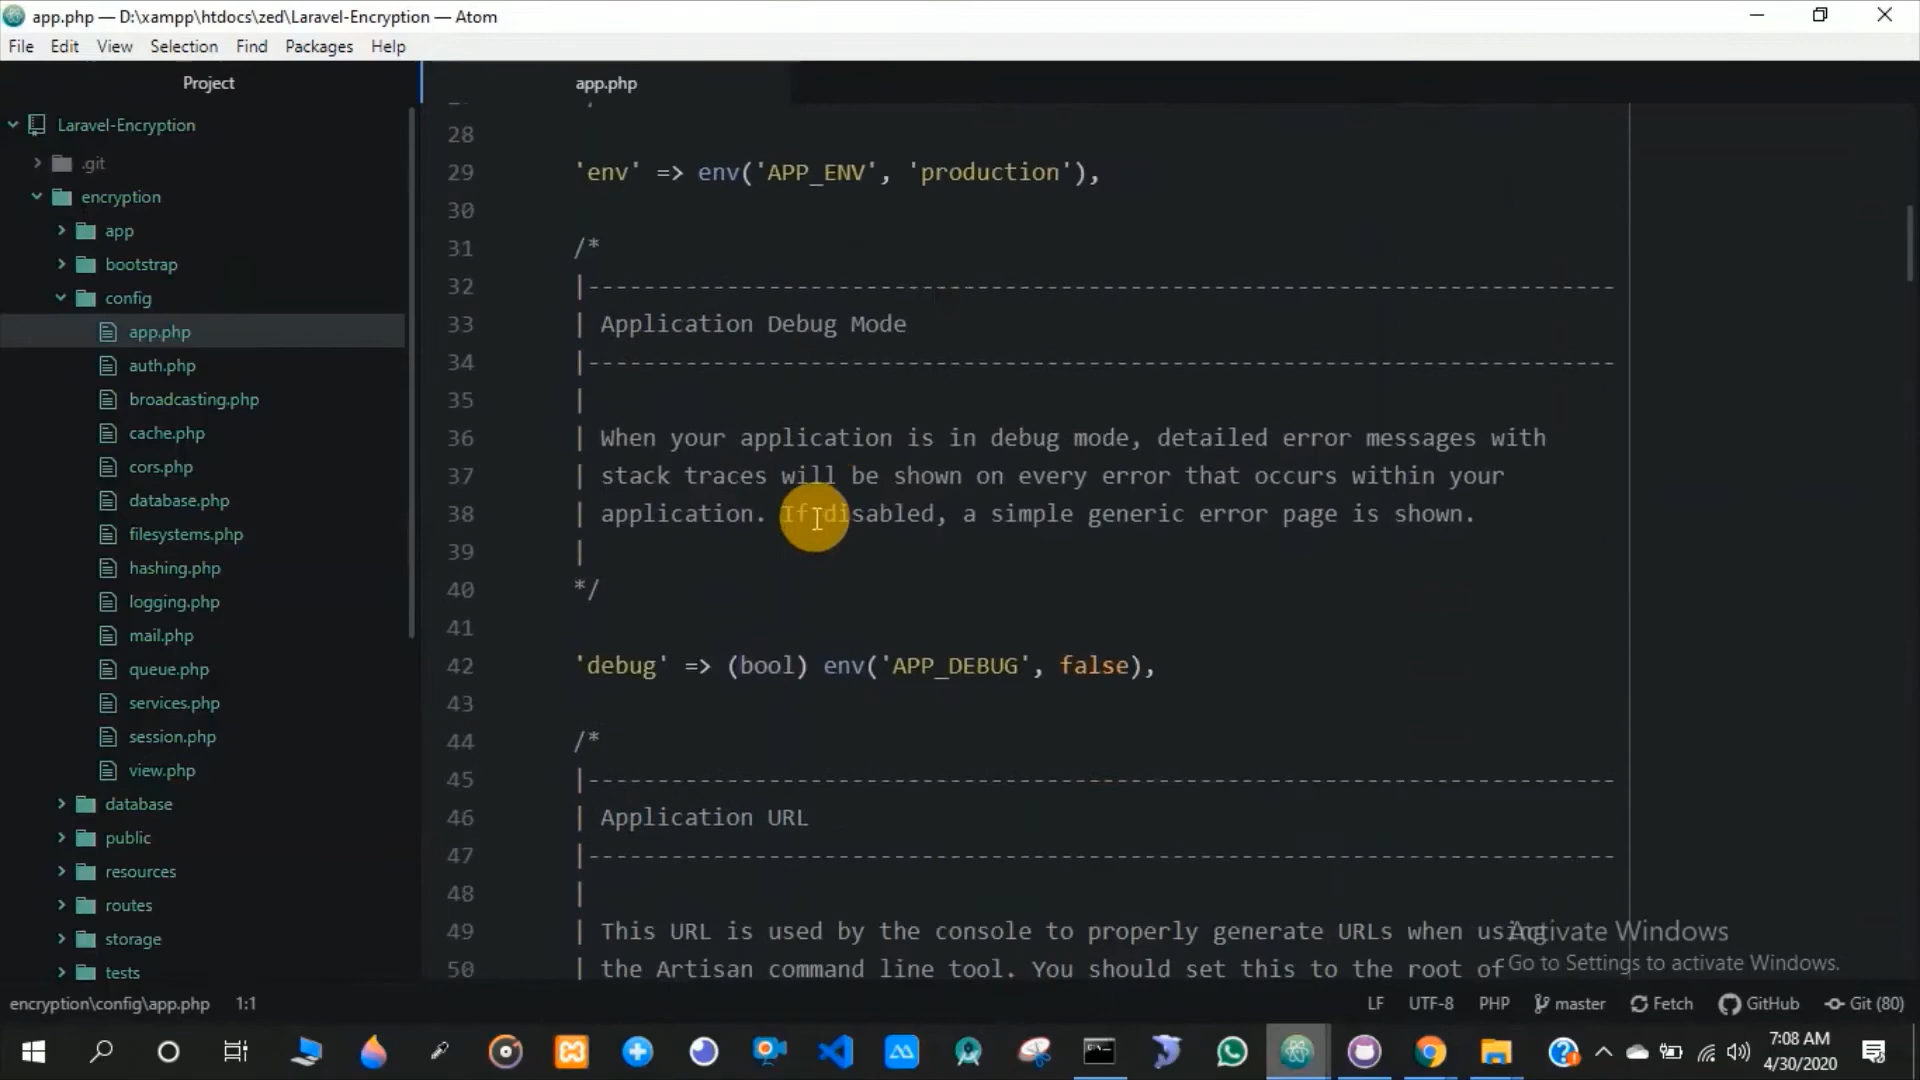 app.php — D:\xampp\htdocs\zed\Laravel-Encryption — Atom
File Edit View Selection Find Packages Help
Project
app.php
Laravel-Encryption
.git
encryption
app
bootstrap
config
app.php
auth.php
broadcasting.php
cache.php
cors.php
database.php
filesystems.php
hashing.php
logging.php
mail.php
queue.php
services.php
session.php
view.php
database
public
resources
routes
storage
tests
28
29 'env' => env('APP_ENV', 'production'),
30
31 /*
32 |--------------------------------------------------------------------------
33 | Application Debug Mode
34 |--------------------------------------------------------------------------
35 |
36 | When your application is in debug mode, detailed error messages with
37 | stack traces will be shown on every error that occurs within your
38 | application. If disabled, a simple generic error page is shown.
39 |
40 */
41
42 'debug' => (bool) env('APP_DEBUG', false),
43
44 /*
45 |--------------------------------------------------------------------------
46 | Application URL
47 |--------------------------------------------------------------------------
48 |
49 | This URL is used by the console to properly generate URLs when using
50 | the Artisan command line tool. You should set this to the root of
Activate Windows
Go to Settings to activate Windows.
encryption\config\app.php 1:1 LF UTF-8 PHP master Fetch GitHub Git (80)
7:08 AM
4/30/2020